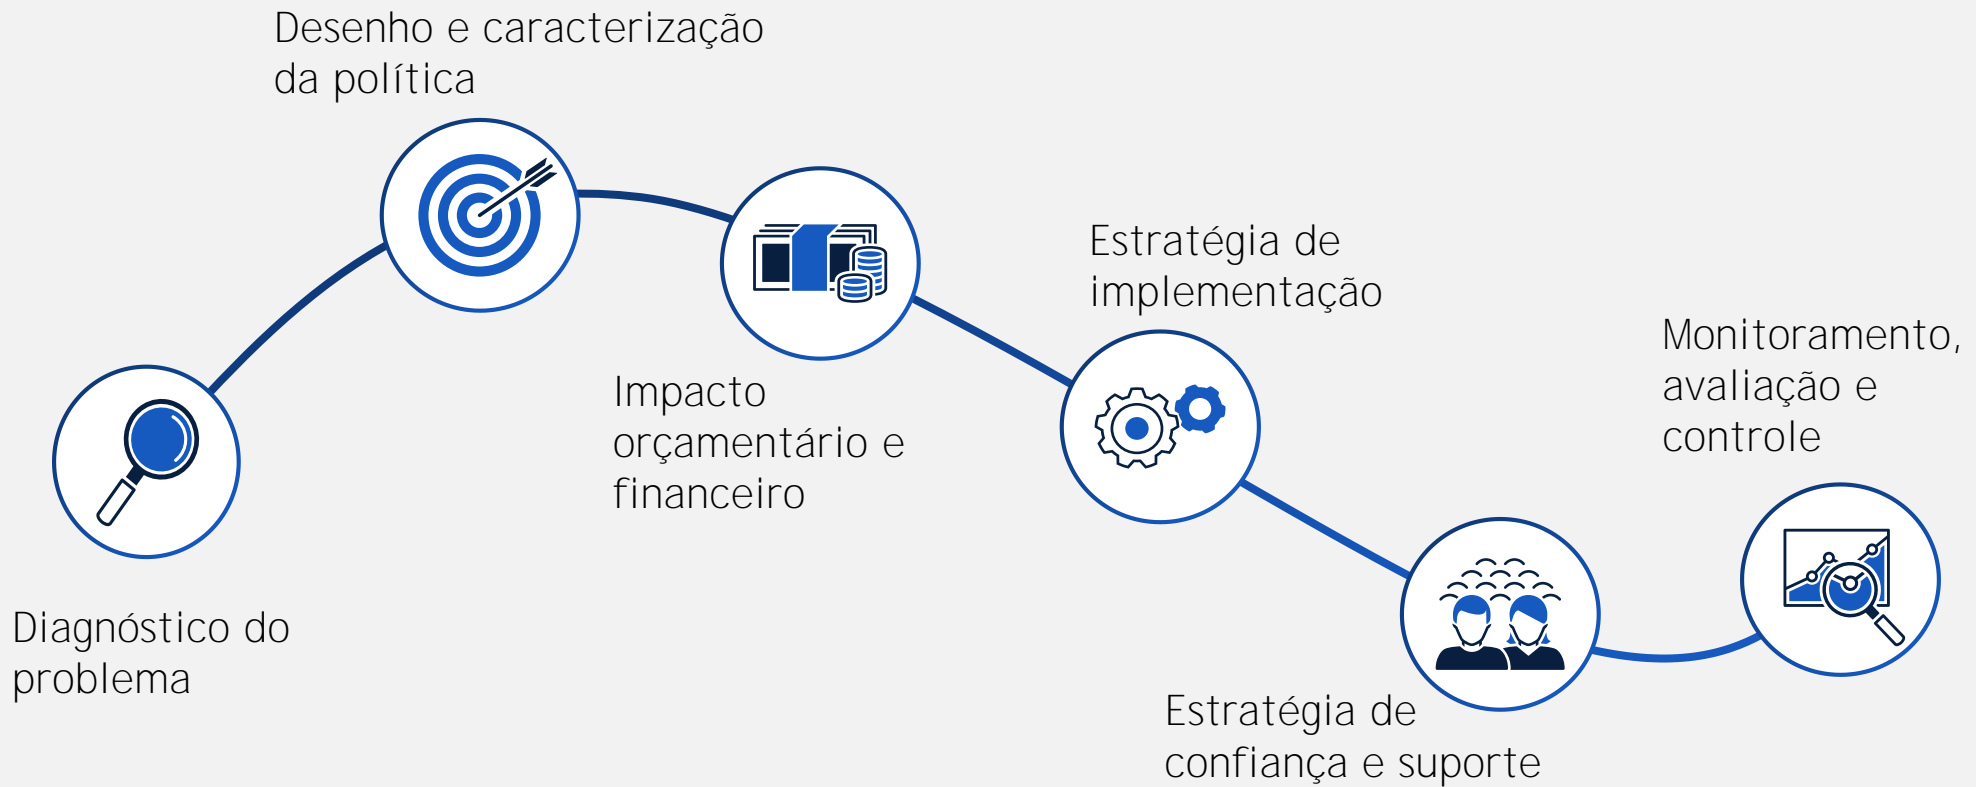 Desenho e caracterização
da política
Estratégia de
implementação
Monitoramento,
avaliação e
controle
Impacto
orçamentário e
financeiro
Diagnóstico do
problema
Estratégia de
confiança e suporte